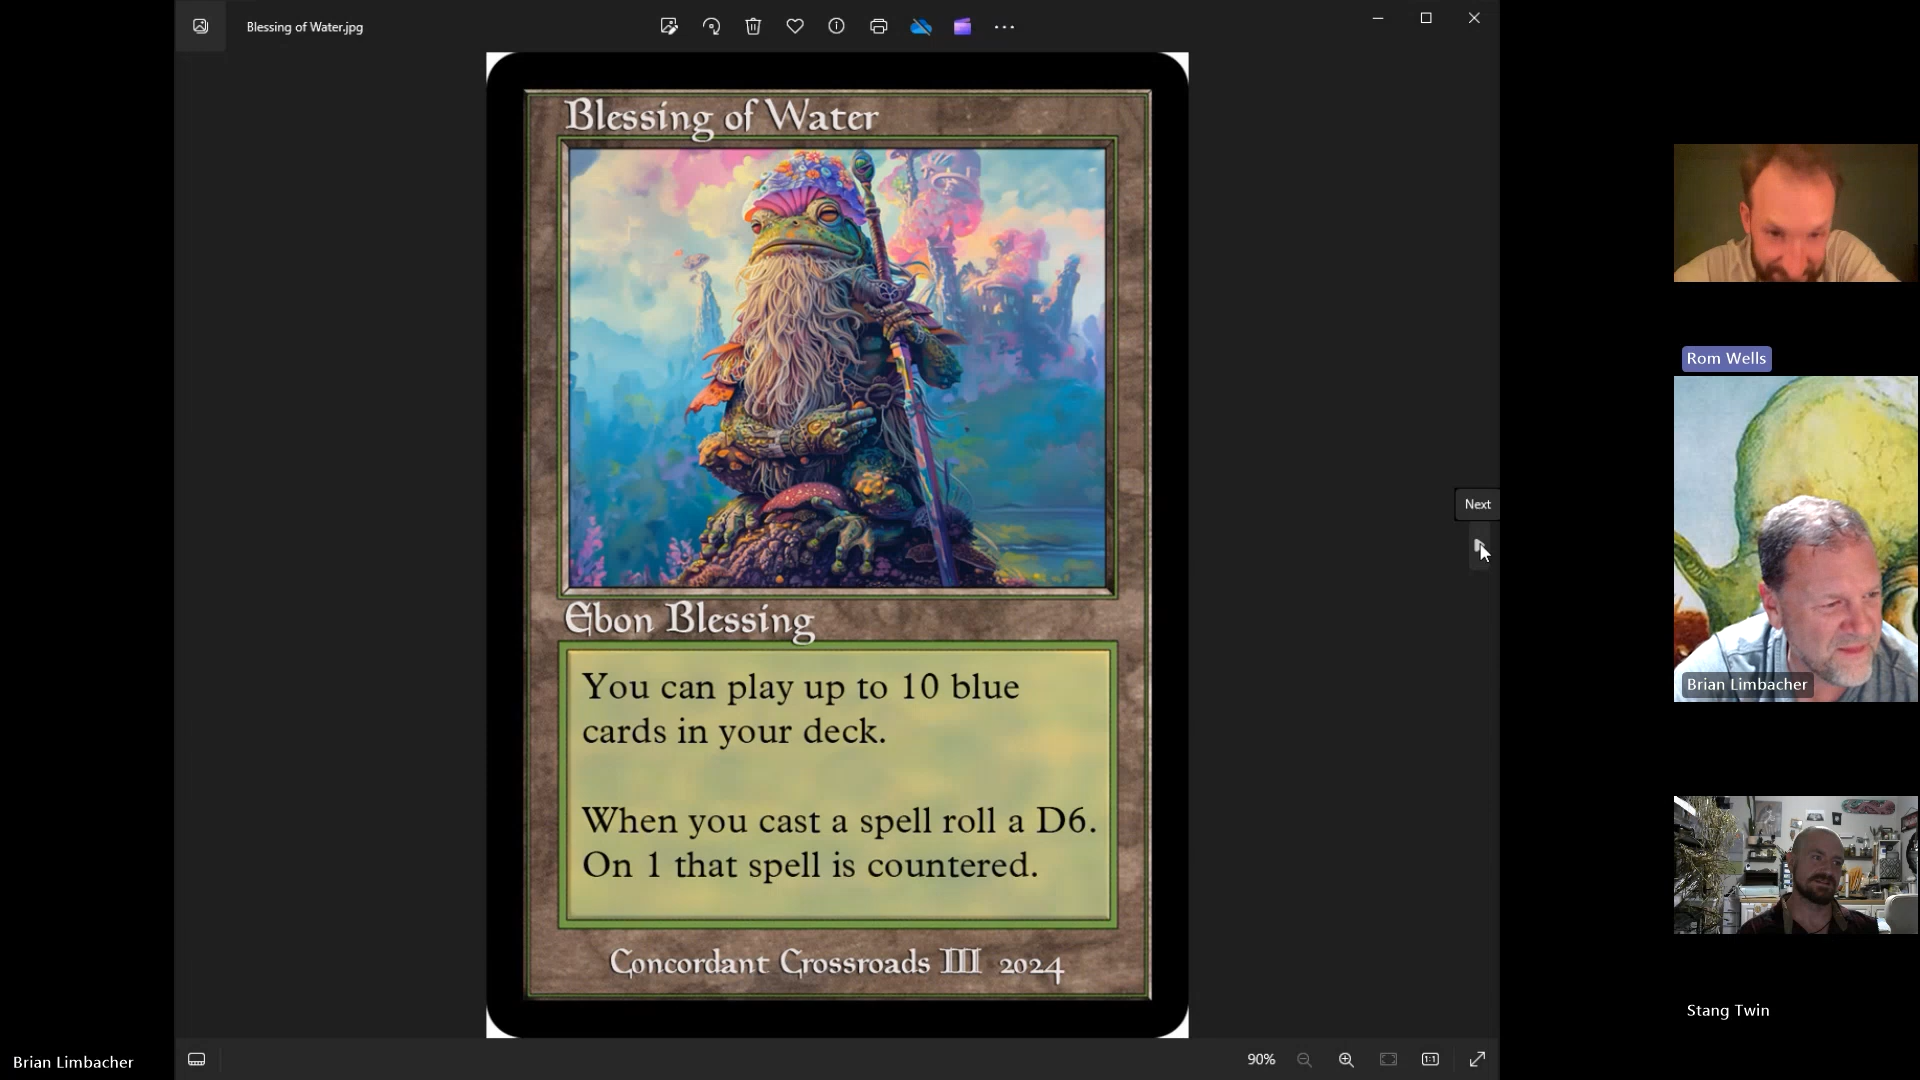 Blessing of Water.jpg
Blessing of Water
Ebon Blessing
You can play up to 10 blue
cards in your deck.
When you cast a spell roll a D6.
On 1 that spell is countered.
Concordant Crossroads III 2024
Next
Rom Wells
Brian Limbacher
Stang Twin
Brian Limbacher
90%
1:1